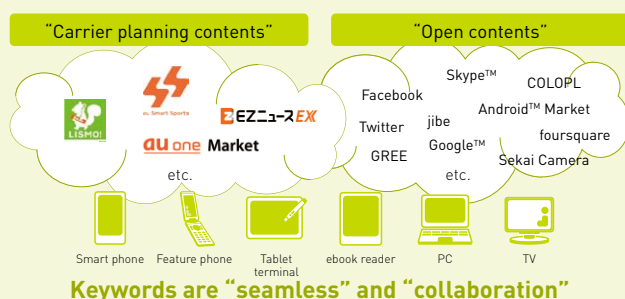 “Carrier planning contents”
“Open contents”
LISMO!
au Smart Sports
EZニュースEX
au one Market
etc.
Skype™
COLOPL
Facebook
Android™ Market
Twitter
jibe
foursquare
Google™
GREE
Sekai Camera
etc.
Smart phone
Feature phone
Tablet
terminal
ebook reader
PC
TV
Keywords are “seamless” and “collaboration”